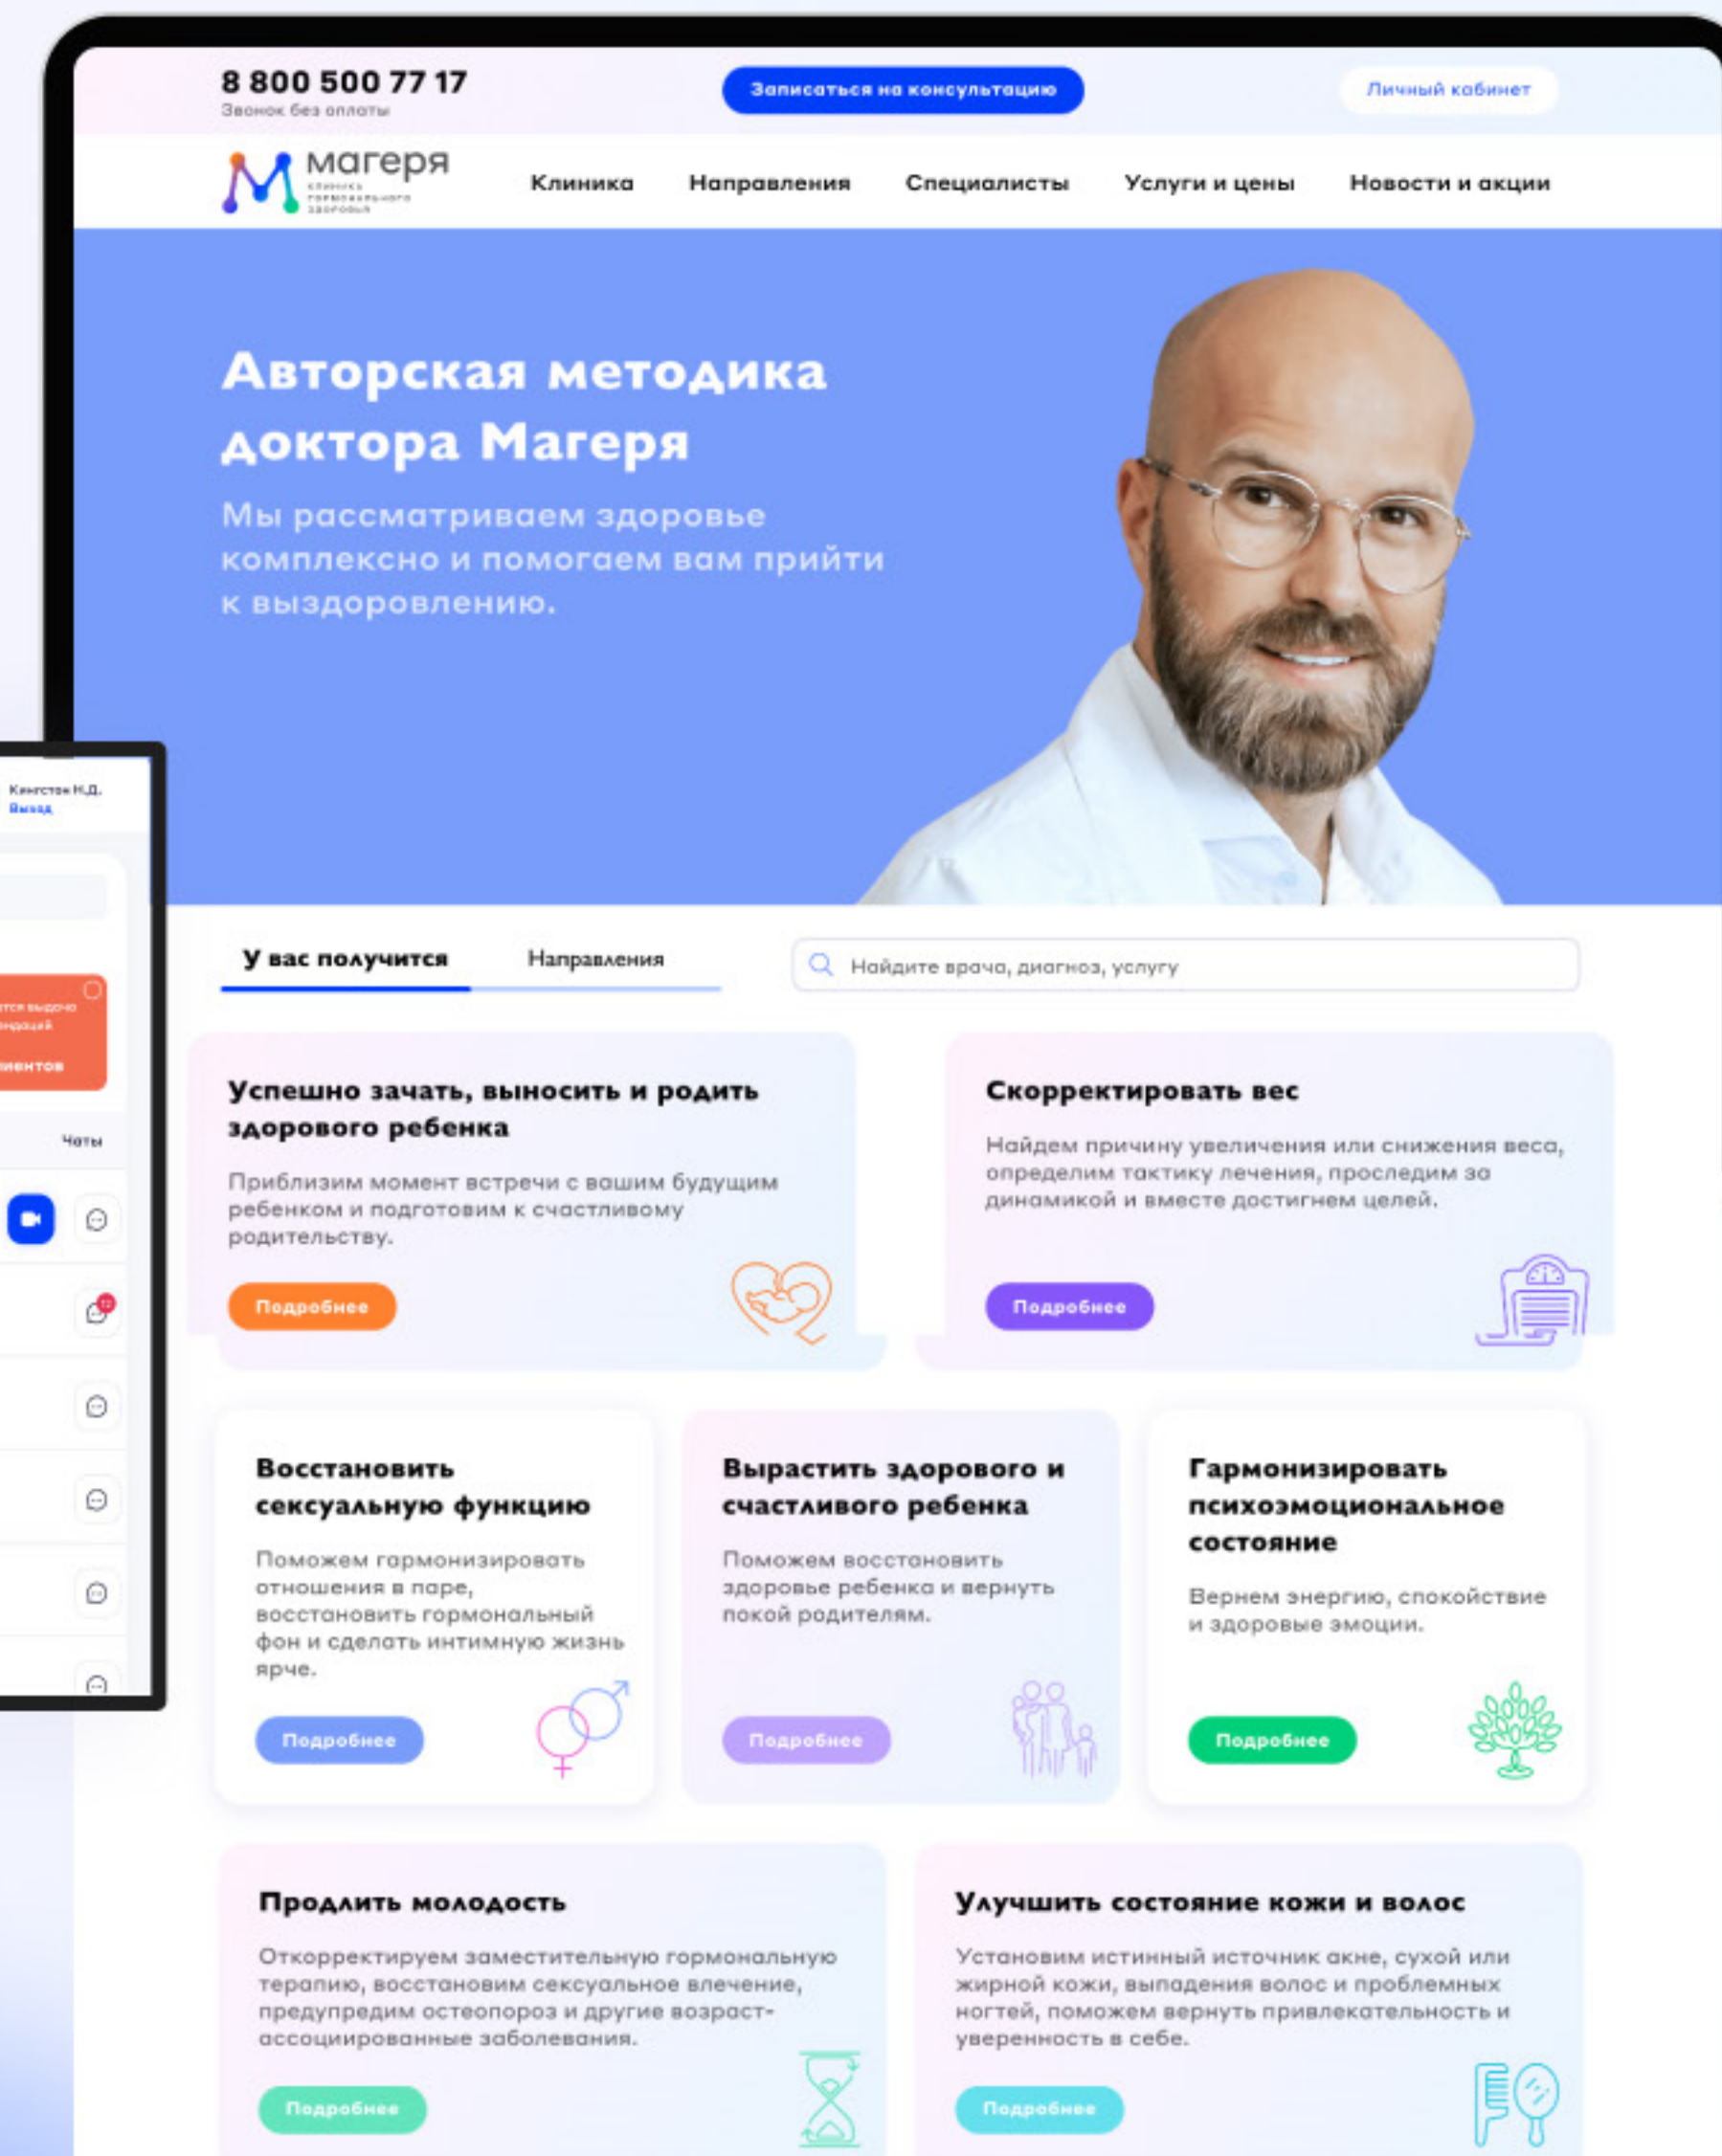 8 800 500 77 17
Звонок без оплаты
Записаться на консультацию
Личный кабинет
магеря
клиника
гормонального
здоровья
Клиника
Направления
Специалисты
Услуги и цены
Новости и акции
Авторская методика
доктора Магеря
Мы рассматриваем здоровье
комплексно и помогаем вам прийти
к выздоровлению.
Кингстон Н.Д.
Выход
выдача
Чаты
12
У вас получится
Направления
Найдите врача, диагноз, услугу
Успешно зачать, выносить и родить
здорового ребенка
Приблизим момент встречи с вашим будущим
ребенком и подготовим к счастливому
родительству.
Подробнее
Скорректировать вес
Найдем причину увеличения или снижения веса,
определим тактику лечения, проследим за
динамикой и вместе достигнем целей.
Подробнее
Восстановить
сексуальную функцию
Поможем гармонизировать
отношения в паре,
восстановить гормональный
фон и сделать интимную жизнь
ярче.
Подробнее
Вырастить здорового и
счастливого ребенка
Поможем восстановить
здоровье ребенка и вернуть
покой родителям.
Подробнее
Гармонизировать
психоэмоциональное
состояние
Вернем энергию, спокойствие
и здоровые эмоции.
Подробнее
Продлить молодость
Откорректируем заместительную гормональную
терапию, восстановим сексуальное влечение,
предупредим остеопороз и другие возраст-
ассоциированные заболевания.
Подробнее
Улучшить состояние кожи и волос
Установим истинный источник акне, сухой или
жирной кожи, выпадения волос и проблемных
ногтей, поможем вернуть привлекательность и
уверенность в себе.
Подробнее